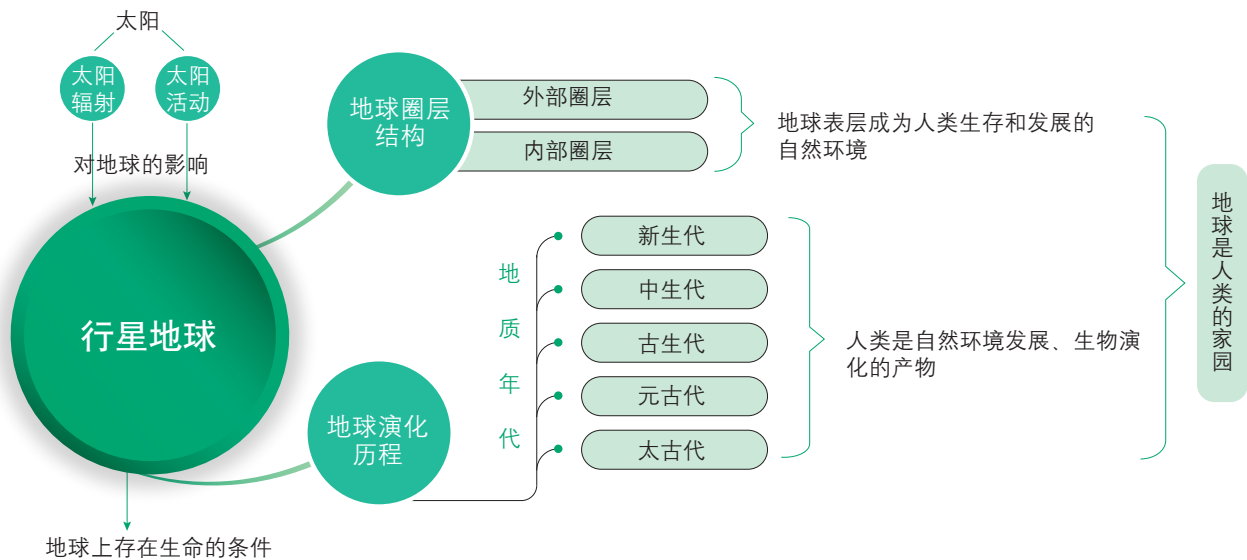 太阳
太阳
辐射
太阳
活动
对地球的影响
行星地球
地球上存在生命的条件
地球圈层
结构
外部圈层
内部圈层
地球表层成为人类生存和发展的
自然环境
地球演化
历程
地质年代
新生代
中生代
古生代
元古代
太古代
人类是自然环境发展、生物演
化的产物
地球是人类的家园